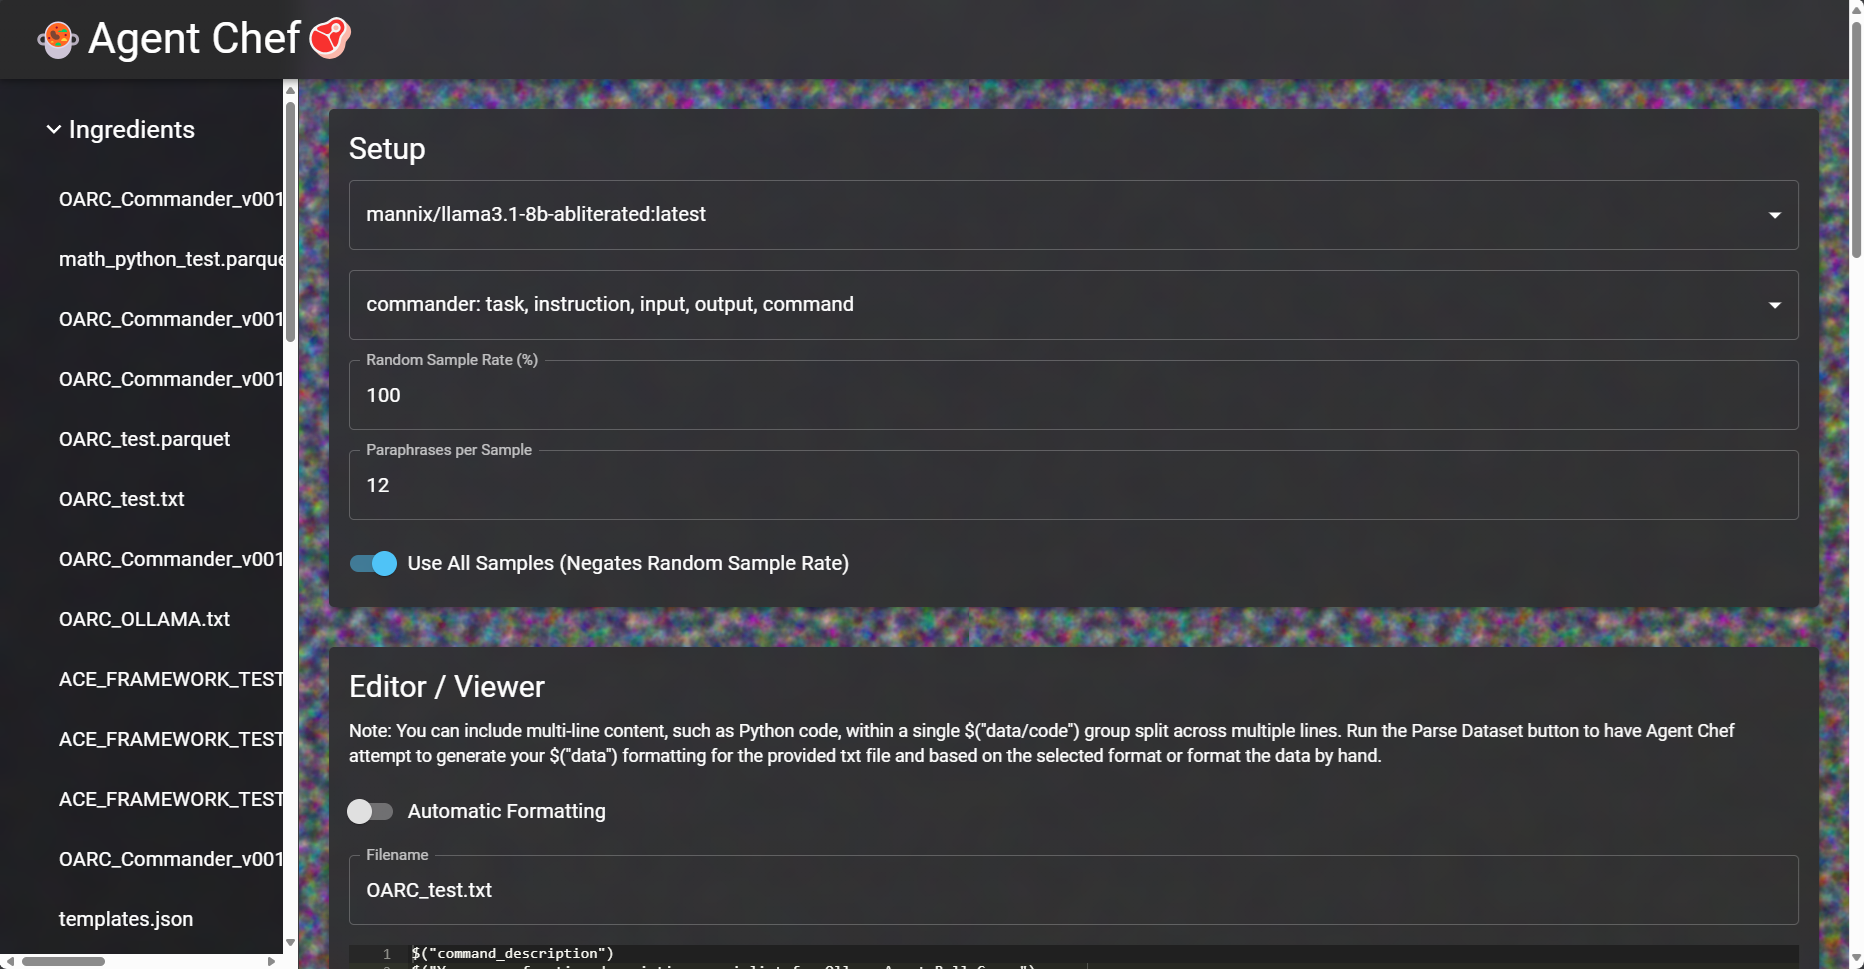 Agent Chef
Ingredients
OARC_Commander_v001
math_python_test.parque
OARC_Commander_v001
OARC_Commander_v001
OARC_test.parquet
OARC_test.txt
OARC_Commander_v001
OARC_OLLAMA.txt
ACE_FRAMEWORK_TEST
ACE_FRAMEWORK_TEST
ACE_FRAMEWORK_TEST
OARC_Commander_v001
templates.json
Setup
mannix/llama3.1-8b-abliterated:latest
commander: task, instruction, input, output, command
Random Sample Rate (%)
100
Paraphrases per Sample
12
Use All Samples (Negates Random Sample Rate)
Editor / Viewer
Note: You can include multi-line content, such as Python code, within a single $("data/code") group split across multiple lines. Run the Parse Dataset button to have Agent Chef
attempt to generate your $("data") formatting for the provided txt file and based on the selected format or format the data by hand.
Automatic Formatting
Filename
OARC_test.txt
1 $("command_description")